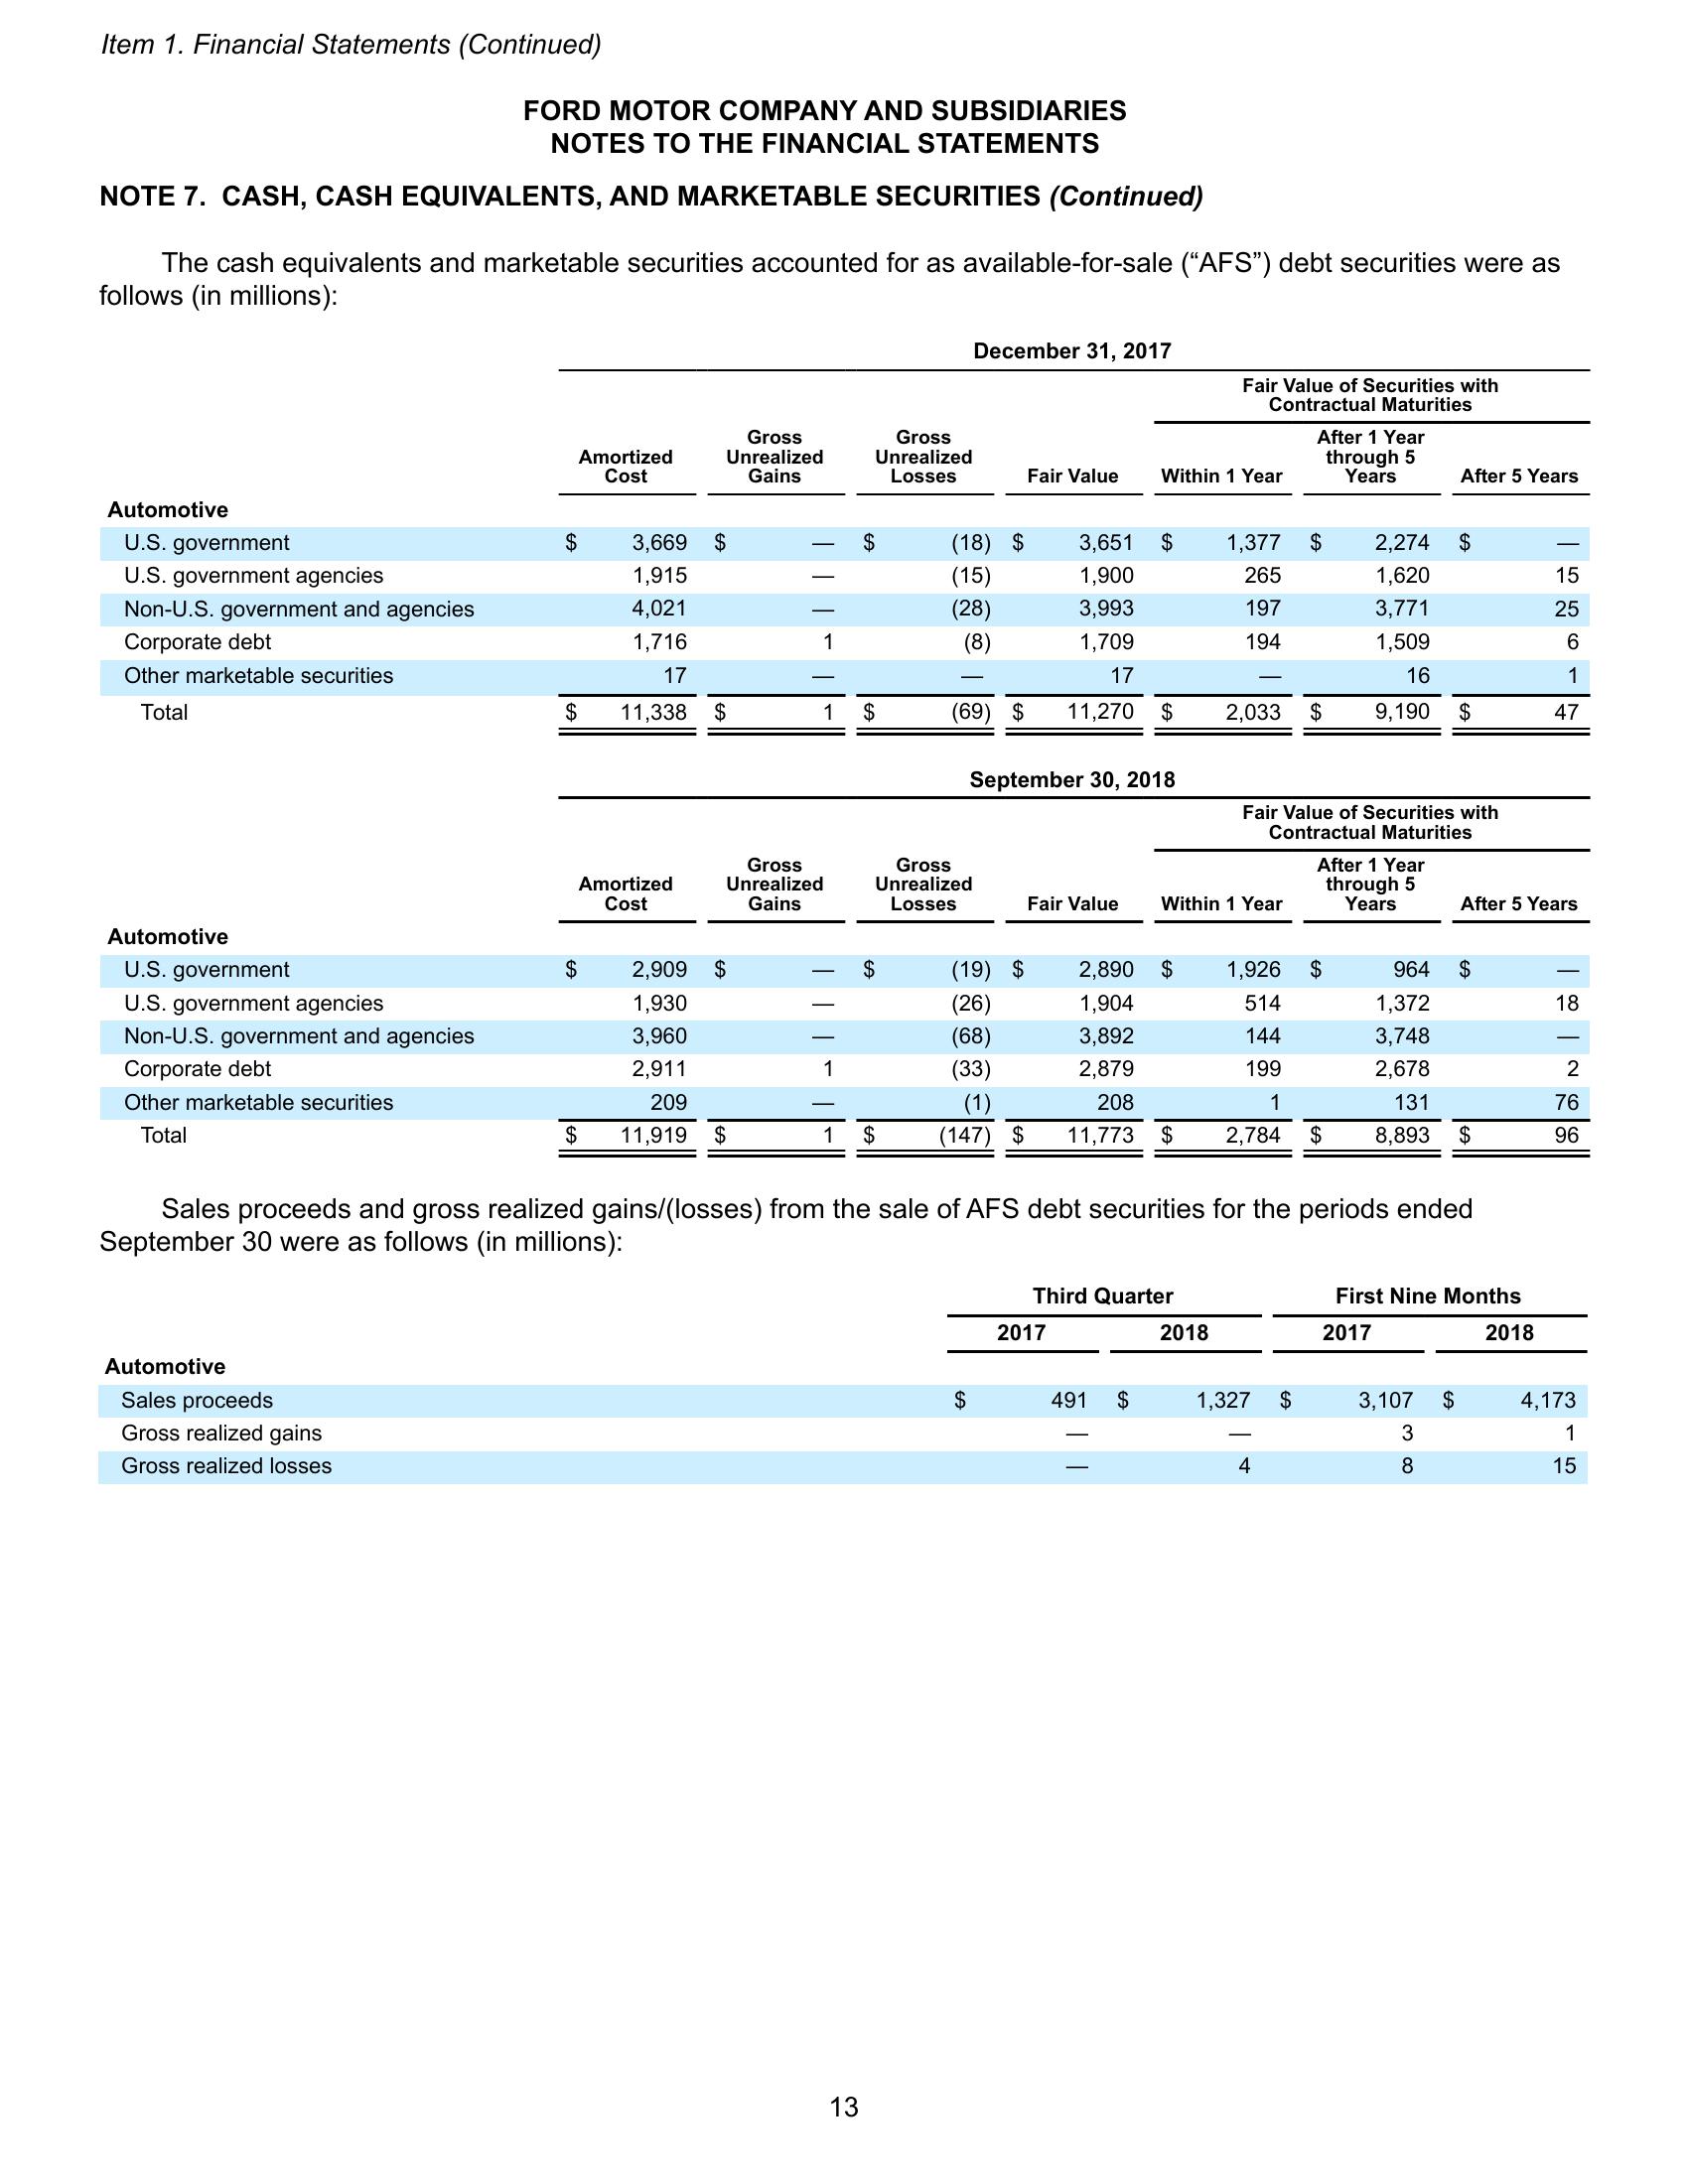 Item 1. Financial Statements (Continued)
FORD MOTOR COMPANY AND SUBSIDIARIES
NOTES TO THE FINANCIAL STATEMENTS
NOTE 7.  CASH, CASH EQUIVALENTS, AND MARKETABLE SECURITIES (Continued)
The cash equivalents and marketable securities accounted for as available-for-sale (“AFS”) debt securities were as
follows (in millions):
December 31, 2017
Fair Value of Securities with
Contractual Maturities
Amortized Cost Gross Unrealized Gains Gross Unrealized Losses Fair Value Within 1 Year After 1 Year through 5 Years After 5 Years
Automotive
U.S. government $ 3,669 $ — $ (18) $ 3,651 $ 1,377 $ 2,274 $ —
U.S. government agencies 1,915 — (15) 1,900 265 1,620 15
Non-U.S. government and agencies 4,021 — (28) 3,993 197 3,771 25
Corporate debt 1,716 1 (8) 1,709 194 1,509 6
Other marketable securities 17 — — 17 — 16 1
Total $ 11,338 $ 1 $ (69) $ 11,270 $ 2,033 $ 9,190 $ 47
September 30, 2018
Fair Value of Securities with
Contractual Maturities
Amortized Cost Gross Unrealized Gains Gross Unrealized Losses Fair Value Within 1 Year After 1 Year through 5 Years After 5 Years
Automotive
U.S. government $ 2,909 $ — $ (19) $ 2,890 $ 1,926 $ 964 $ —
U.S. government agencies 1,930 — (26) 1,904 514 1,372 18
Non-U.S. government and agencies 3,960 — (68) 3,892 144 3,748 —
Corporate debt 2,911 1 (33) 2,879 199 2,678 2
Other marketable securities 209 — (1) 208 1 131 76
Total $ 11,919 $ 1 $ (147) $ 11,773 $ 2,784 $ 8,893 $ 96
Sales proceeds and gross realized gains/(losses) from the sale of AFS debt securities for the periods ended
September 30 were as follows (in millions):
Third Quarter First Nine Months
2017 2018 2017 2018
Automotive
Sales proceeds $ 491 $ 1,327 $ 3,107 $ 4,173
Gross realized gains — — 3 1
Gross realized losses — 4 8 15
13